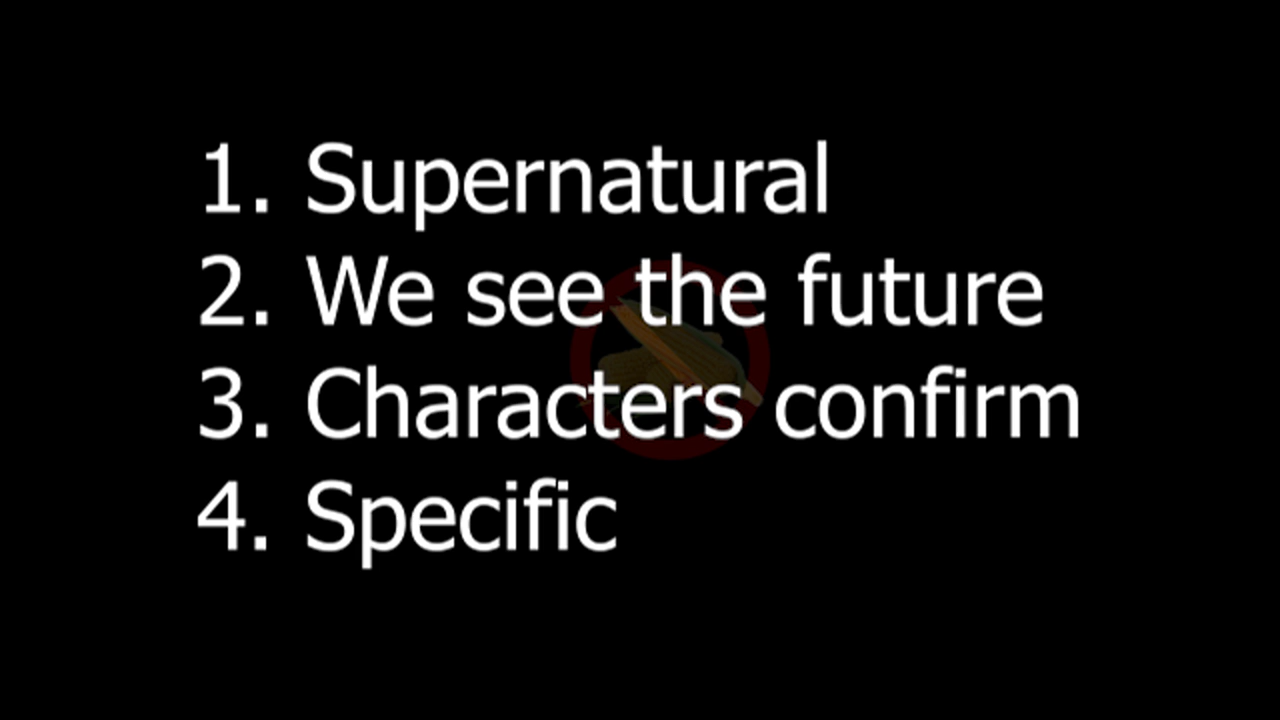 1. Supernatural
2. We see the future
3. Characters confirm
4. Specific